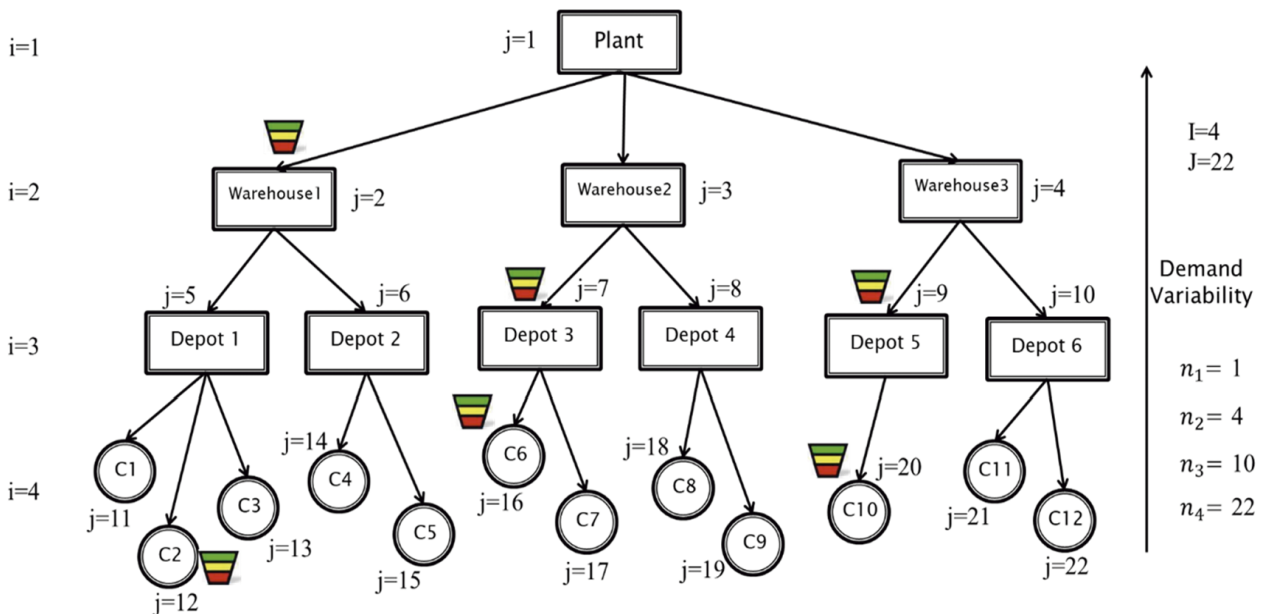 i=1
j=1
Plant
I=4
J=22
i=2
Warehouse1
j=2
Warehouse2
j=3
Warehouse3
j=4
Demand
Variability
j=5
j=6
j=7
j=8
j=9
j=10
i=3
Depot 1
Depot 2
Depot 3
Depot 4
Depot 5
Depot 6
n₁= 1
n₂= 4
n₃= 10
n₄= 22
i=4
C1
j=11
C2
j=12
C3
j=13
j=14
C4
C5
j=15
C6
j=16
C7
j=17
j=18
C8
C9
j=19
j=20
C10
C11
j=21
C12
j=22